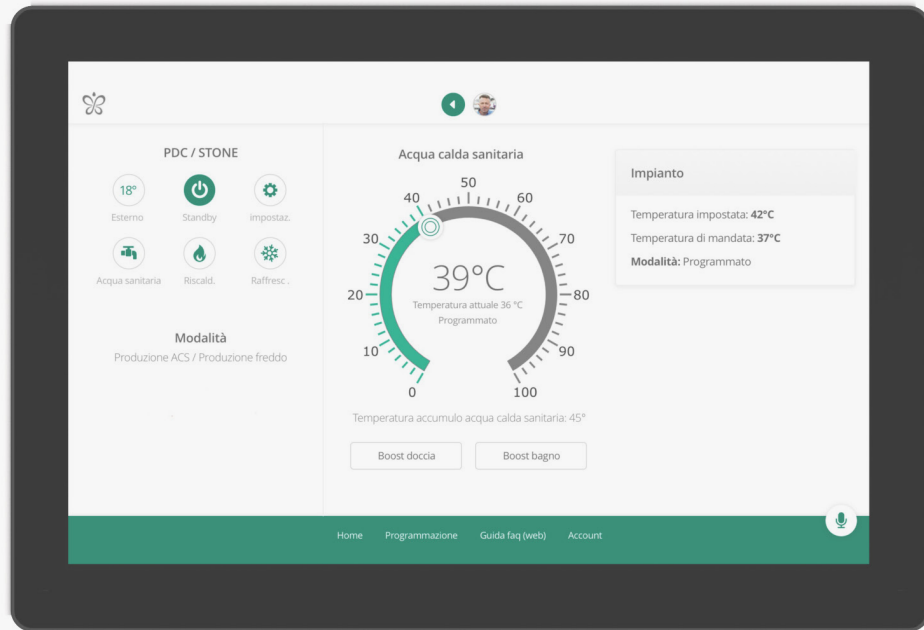 PDC / STONE
18°
Esterno
Standby
impostaz.
Acqua sanitaria
Riscald.
Raffresc .
Modalità
Produzione ACS / Produzione freddo
Acqua calda sanitaria
0
10
20
30
40
50
60
70
80
90
100
39°C
Temperatura attuale 36 °C
Programmato
Temperatura accumulo acqua calda sanitaria: 45°
Boost doccia
Boost bagno
Impianto
Temperatura impostata: 42°C
Temperatura di mandata: 37°C
Modalità: Programmato
Home Programmazione Guida faq (web) Account